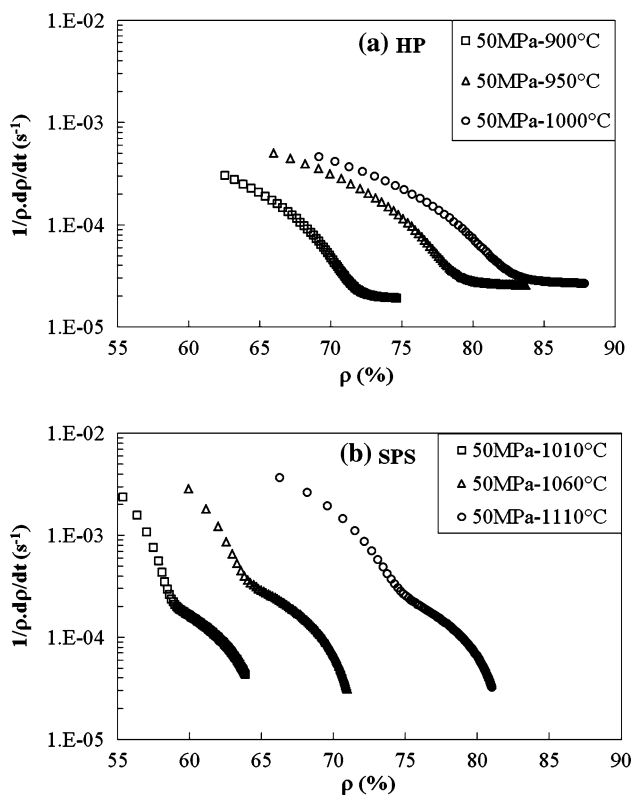 (a) HP
50MPa-900°C
50MPa-950°C
50MPa-1000°C
1/ρ.dρ/dt (s⁻¹)
1.E-02
1.E-03
1.E-04
1.E-05
55 60 65 70 75 80 85 90
ρ (%)
(b) SPS
50MPa-1010°C
50MPa-1060°C
50MPa-1110°C
1/ρ.dρ/dt (s⁻¹)
1.E-02
1.E-03
1.E-04
1.E-05
55 60 65 70 75 80 85 90
ρ (%)